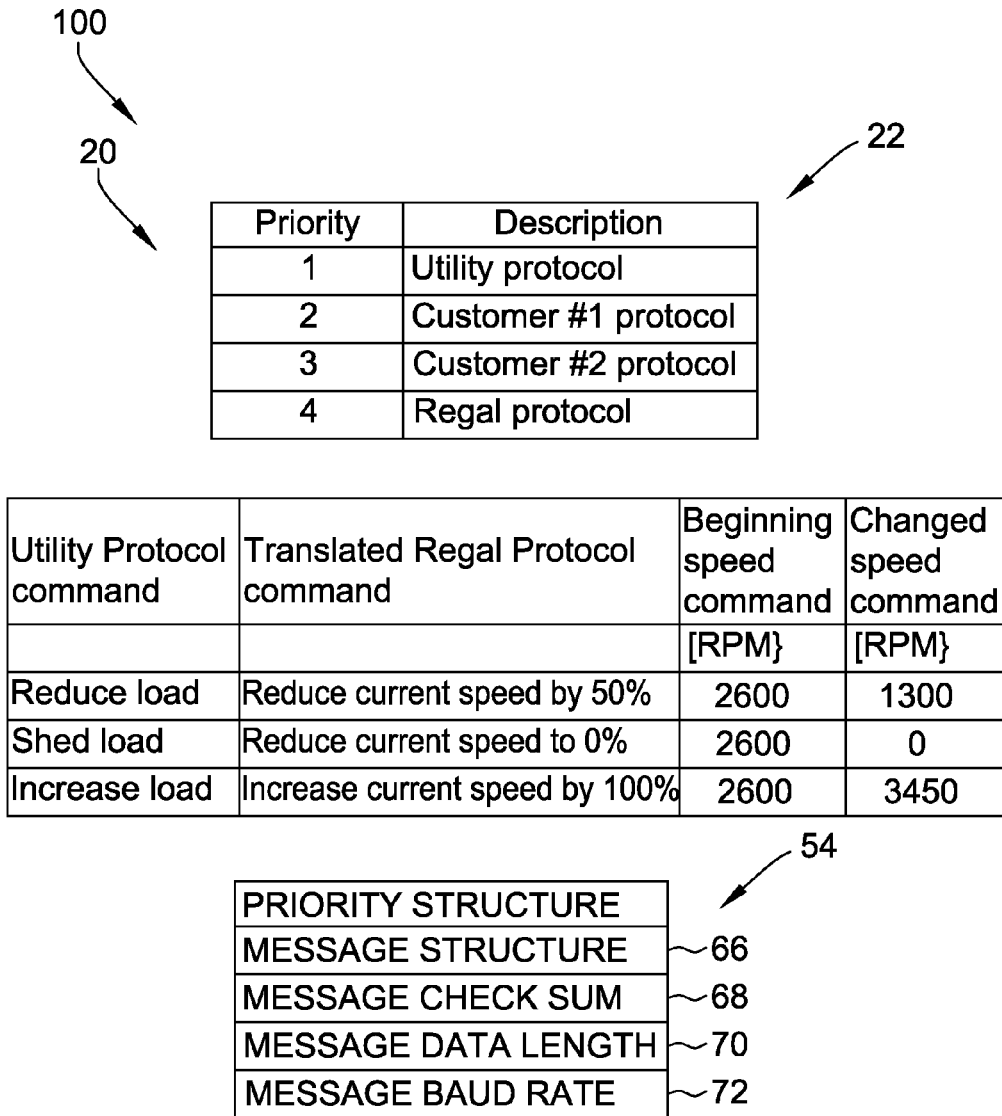 100
20
22
Priority Description
1 Utility protocol
2 Customer #1 protocol
3 Customer #2 protocol
4 Regal protocol
Utility Protocol command Translated Regal Protocol command Beginning speed command Changed speed command
[RPM} [RPM}
Reduce load Reduce current speed by 50% 2600 1300
Shed load Reduce current speed to 0% 2600 0
Increase load Increase current speed by 100% 2600 3450
54
PRIORITY STRUCTURE
MESSAGE STRUCTURE 66
MESSAGE CHECK SUM 68
MESSAGE DATA LENGTH 70
MESSAGE BAUD RATE 72